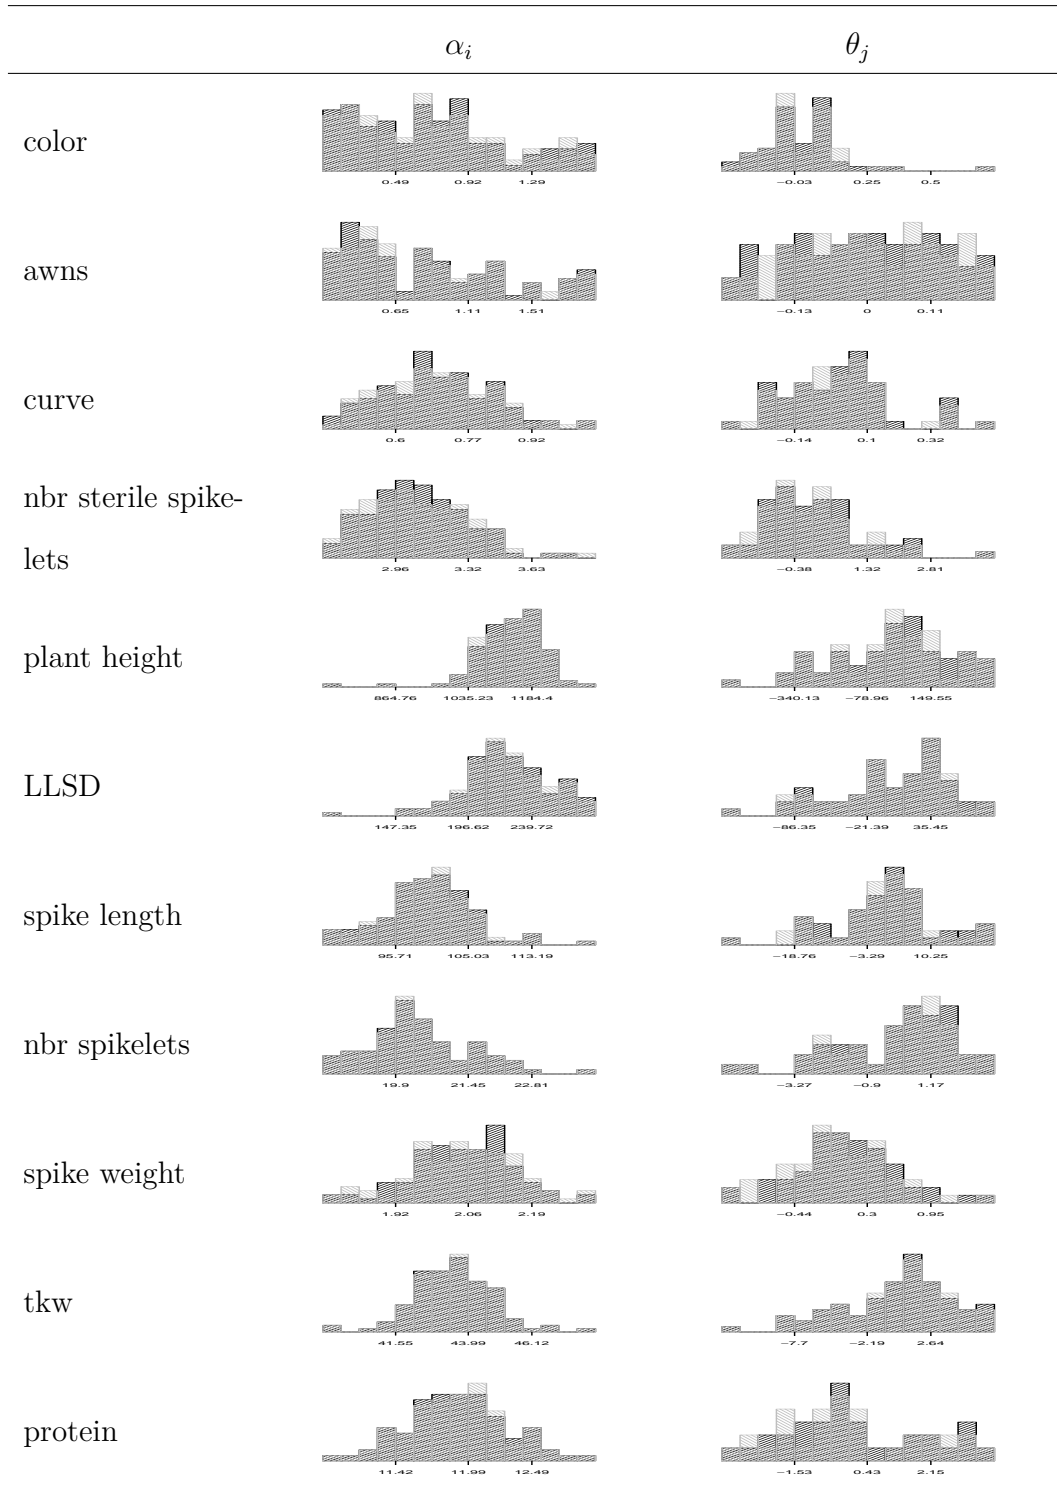 α_i θ_j
color
0.49 0.92 1.29 −0.03 0.25 0.5
awns
0.65 1.11 1.51 −0.13 0 0.11
curve
0.6 0.77 0.92 −0.14 0.1 0.32
nbr sterile spike-
lets
2.96 3.32 3.63 −0.38 1.32 2.81
plant height
864.76 1035.23 1184.4 −340.13 −78.96 149.55
LLSD
147.35 196.62 239.72 −86.35 −21.39 35.45
spike length
95.71 105.03 113.19 −18.76 −3.29 10.25
nbr spikelets
19.9 21.45 22.81 −3.27 −0.9 1.17
spike weight
1.92 2.06 2.19 −0.44 0.3 0.95
tkw
41.55 43.99 46.12 −7.7 −2.19 2.64
protein
11.42 11.99 12.49 −1.53 0.43 2.15